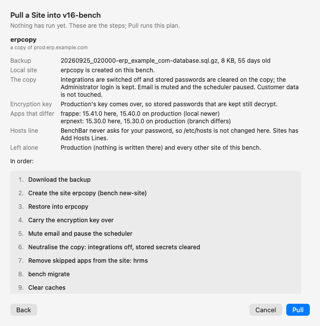 Pull a Site into v16-bench
Nothing has run yet. These are the steps; Pull runs this plan.
erpcopy
a copy of prod.erp.example.com
Backup 20260925_020000-erp_example_com-database.sql.gz, 8 KB, 55 days old
Local site erpcopy is created on this bench.
The copy Integrations are switched off and stored passwords are cleared on the copy; the
Administrator login is kept. Email is muted and the scheduler paused. Customer data
is not touched.
Encryption key Production's key comes over, so stored passwords that are kept still decrypt.
Apps that differ frappe: 15.41.0 here, 15.40.0 on production (local newer)
erpnext: 15.30.0 here, 15.30.0 on production (branch differs)
Hosts line BenchBar never asks for your password, so /etc/hosts is not changed here. Sites has
Add Hosts Lines.
Left alone Production (nothing is written there) and every other site of this bench.
In order:
1. Download the backup
2. Create the site erpcopy (bench new-site)
3. Restore into erpcopy
4. Carry the encryption key over
5. Mute email and pause the scheduler
6. Neutralise the copy: integrations off, stored secrets cleared
7. Remove skipped apps from the site: hrms
8. bench migrate
9. Clear caches
Back Cancel Pull